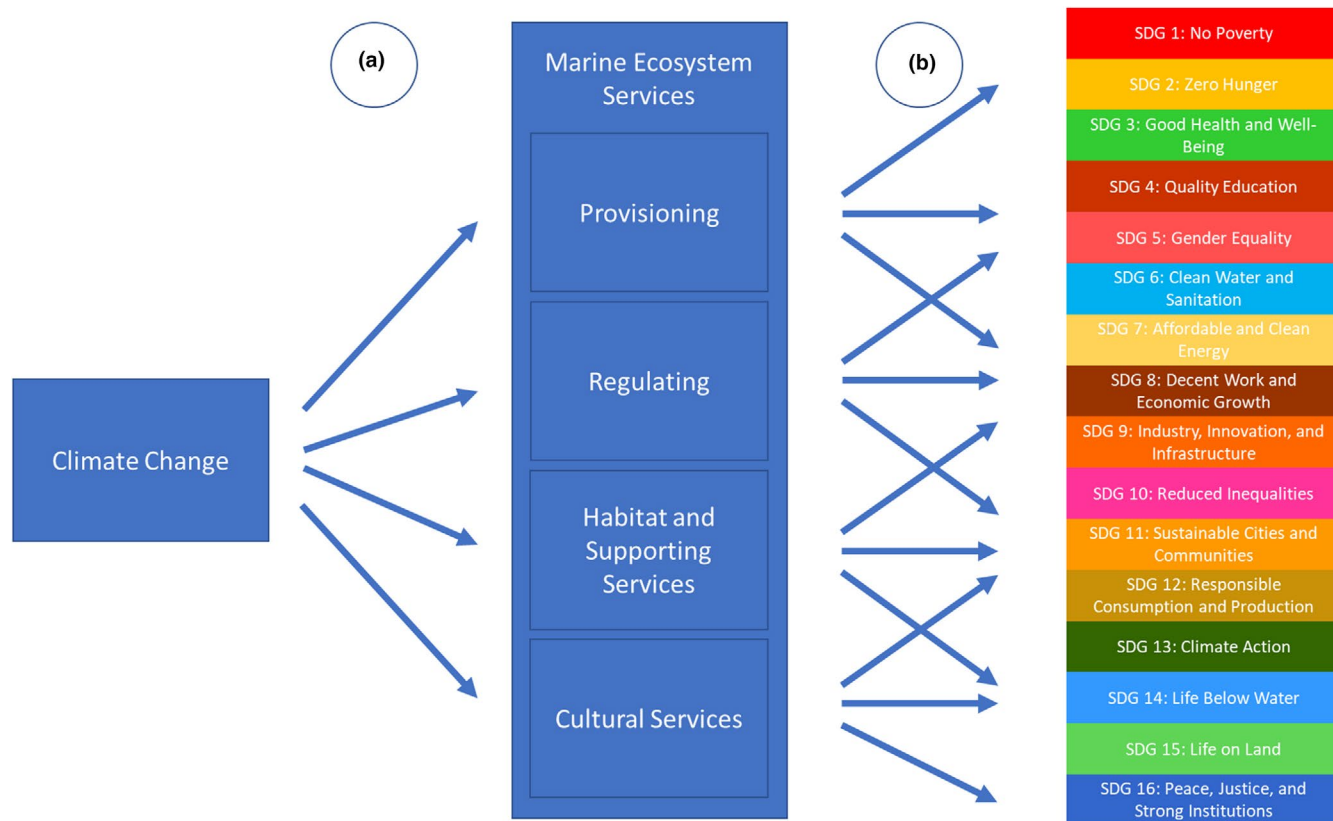 (a)
(b)
Climate Change
Marine Ecosystem
Services
Provisioning
Regulating
Habitat and
Supporting
Services
Cultural Services
SDG 1: No Poverty
SDG 2: Zero Hunger
SDG 3: Good Health and Well-
Being
SDG 4: Quality Education
SDG 5: Gender Equality
SDG 6: Clean Water and
Sanitation
SDG 7: Affordable and Clean
Energy
SDG 8: Decent Work and
Economic Growth
SDG 9: Industry, Innovation, and
Infrastructure
SDG 10: Reduced Inequalities
SDG 11: Sustainable Cities and
Communities
SDG 12: Responsible
Consumption and Production
SDG 13: Climate Action
SDG 14: Life Below Water
SDG 15: Life on Land
SDG 16: Peace, Justice, and
Strong Institutions